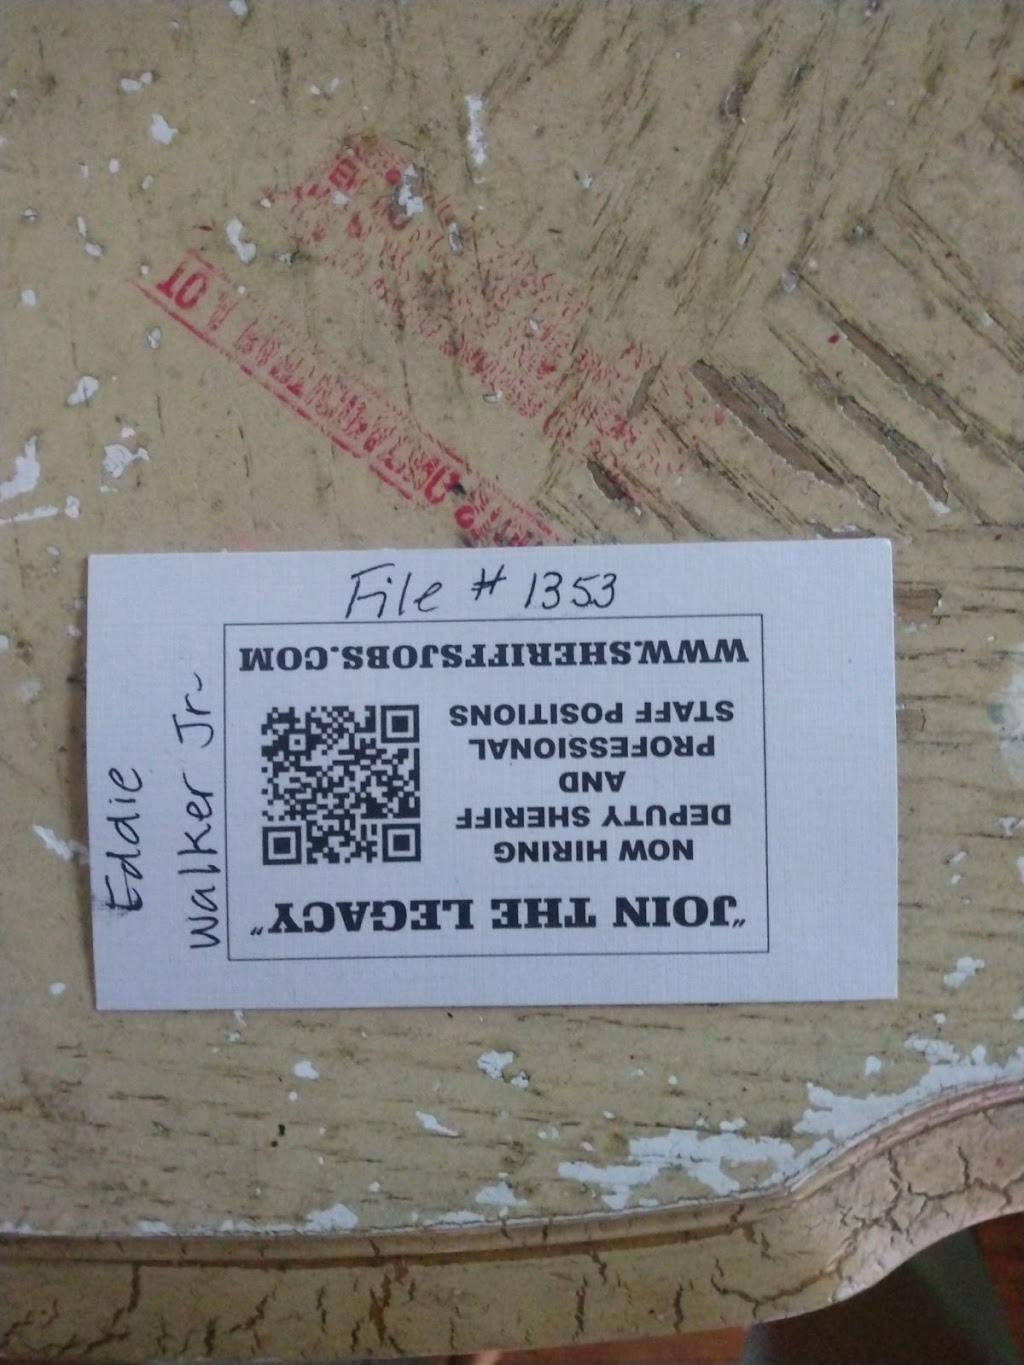 File # 1353
Eddie
Walker Jr.
"JOIN THE LEGACY"
NOW HIRING
DEPUTY SHERIFF
AND
PROFESSIONAL
STAFF POSITIONS
WWW.SHERIFFSJOBS.COM